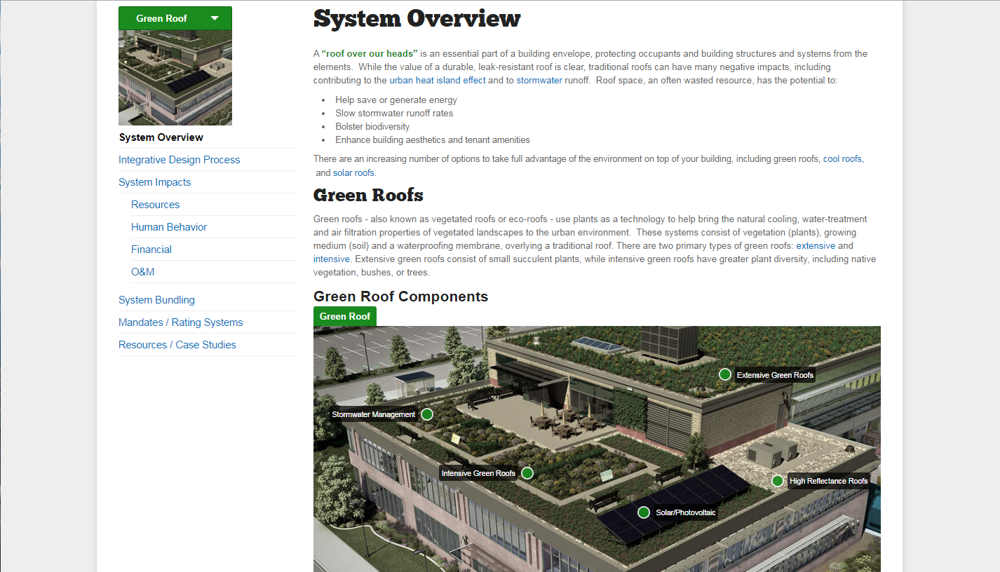 Green Roof
System Overview
Integrative Design Process
System Impacts
Resources
Human Behavior
Financial
O&M
System Bundling
Mandates / Rating Systems
Resources / Case Studies
System Overview
A “roof over our heads” is an essential part of a building envelope, protecting occupants and building structures and systems from the
elements.  While the value of a durable, leak-resistant roof is clear, traditional roofs can have many negative impacts, including
contributing to the urban heat island effect and to stormwater runoff.  Roof space, an often wasted resource, has the potential to:
• Help save or generate energy
• Slow stormwater runoff rates
• Bolster biodiversity
• Enhance building aesthetics and tenant amenities
There are an increasing number of options to take full advantage of the environment on top of your building, including green roofs, cool roofs,
and solar roofs.
Green Roofs
Green roofs - also known as vegetated roofs or eco-roofs - use plants as a technology to help bring the natural cooling, water-treatment
and air filtration properties of vegetated landscapes to the urban environment.  These systems consist of vegetation (plants), growing
medium (soil) and a waterproofing membrane, overlying a traditional roof. There are two primary types of green roofs: extensive and
intensive. Extensive green roofs consist of small succulent plants, while intensive green roofs have greater plant diversity, including native
vegetation, bushes, or trees.
Green Roof Components
Green Roof
Extensive Green Roofs
Stormwater Management
Intensive Green Roofs
High Reflectance Roofs
Solar/Photovoltaic